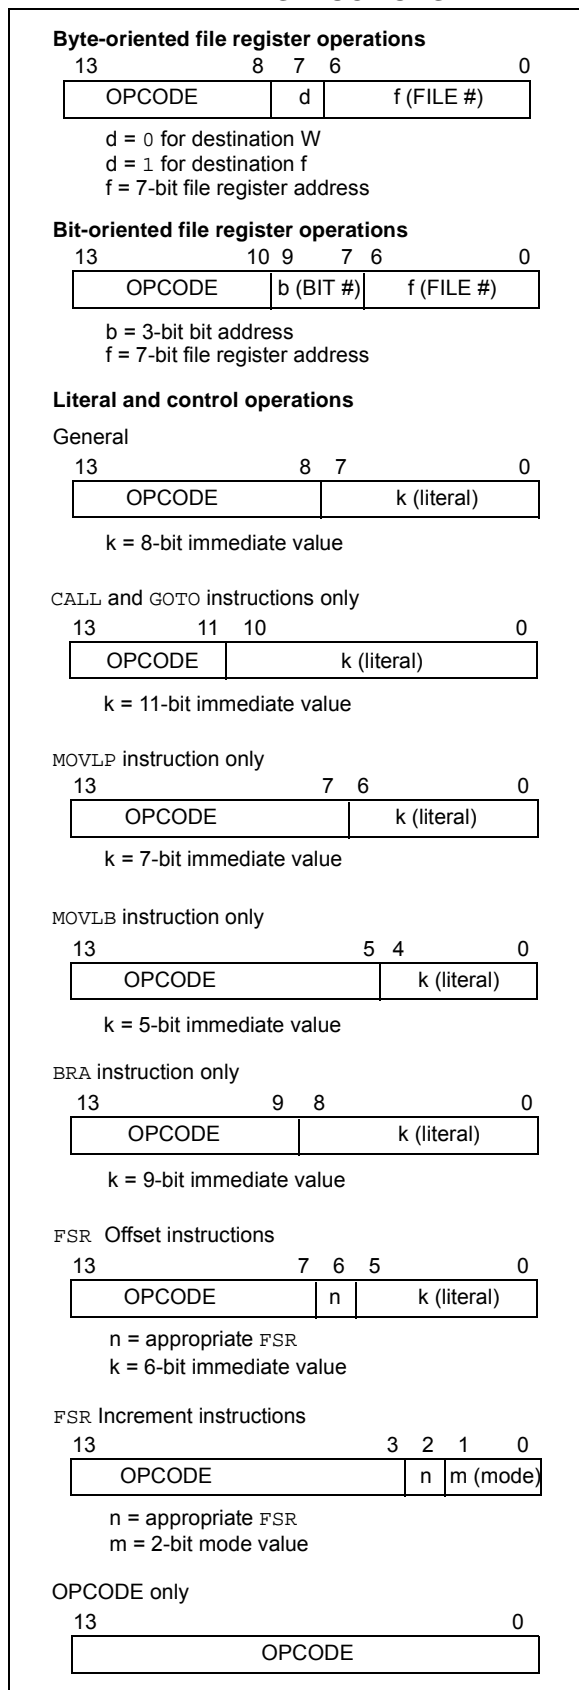 Byte-oriented file register operations
13 8 7 6 0
OPCODE d f (FILE #)
d = 0 for destination W
d = 1 for destination f
f = 7-bit file register address
Bit-oriented file register operations
13 10 9 7 6 0
OPCODE b (BIT #) f (FILE #)
b = 3-bit bit address
f = 7-bit file register address
Literal and control operations
General
13 8 7 0
OPCODE k (literal)
k = 8-bit immediate value
CALL and GOTO instructions only
13 11 10 0
OPCODE k (literal)
k = 11-bit immediate value
MOVLP instruction only
13 7 6 0
OPCODE k (literal)
k = 7-bit immediate value
MOVLB instruction only
13 5 4 0
OPCODE k (literal)
k = 5-bit immediate value
BRA instruction only
13 9 8 0
OPCODE k (literal)
k = 9-bit immediate value
FSR Offset instructions
13 7 6 5 0
OPCODE n k (literal)
n = appropriate FSR
k = 6-bit immediate value
FSR Increment instructions
13 3 2 1 0
OPCODE n m (mode)
n = appropriate FSR
m = 2-bit mode value
OPCODE only
13 0
OPCODE